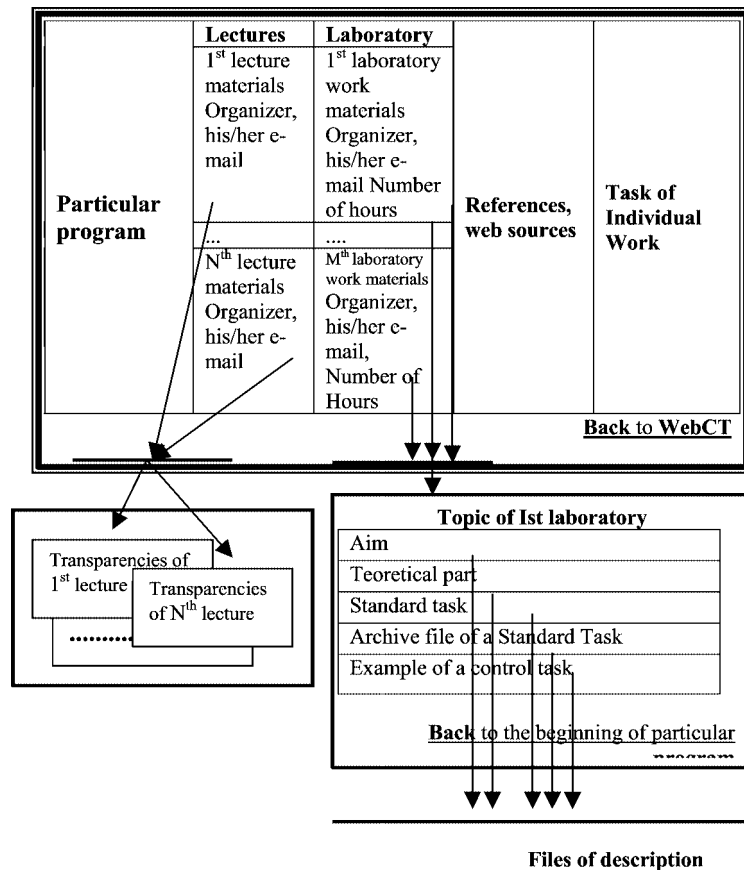 Particular
program
Lectures
1st lecture
materials
Organizer,
his/her e-
mail
...
Nth lecture
materials
Organizer,
his/her e-
mail
Laboratory
1st laboratory
work
materials
Organizer,
his/her e-
mail Number
of hours
....
Mth laboratory
work materials
Organizer,
his/her e-
mail,
Number of
Hours
References,
web sources
Task of
Individual
Work
Back to WebCT
Transparencies of
1st lecture
Transparencies
of Nth lecture
Topic of Ist laboratory
Aim
Teoretical part
Standard task
Archive file of a Standard Task
Example of a control task
Back to the beginning of particular
program
Files of description